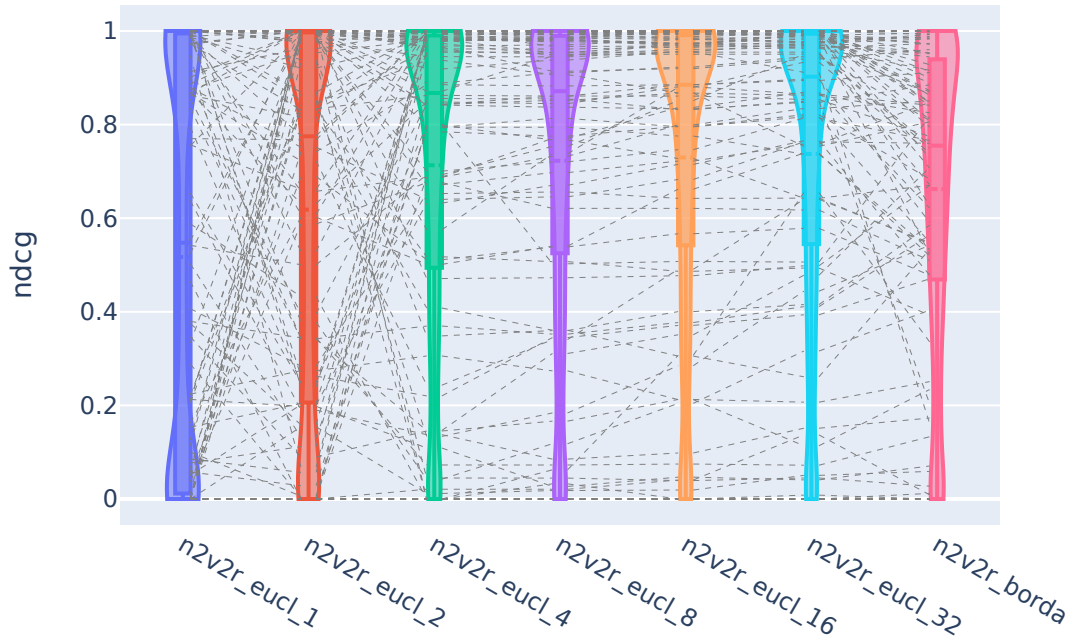 1
0.8
0.6
0.4
0.2
0
ndcg
n2v2r_eucl_1
n2v2r_eucl_2
n2v2r_eucl_4
n2v2r_eucl_8
n2v2r_eucl_16
n2v2r_eucl_32
n2v2r_borda